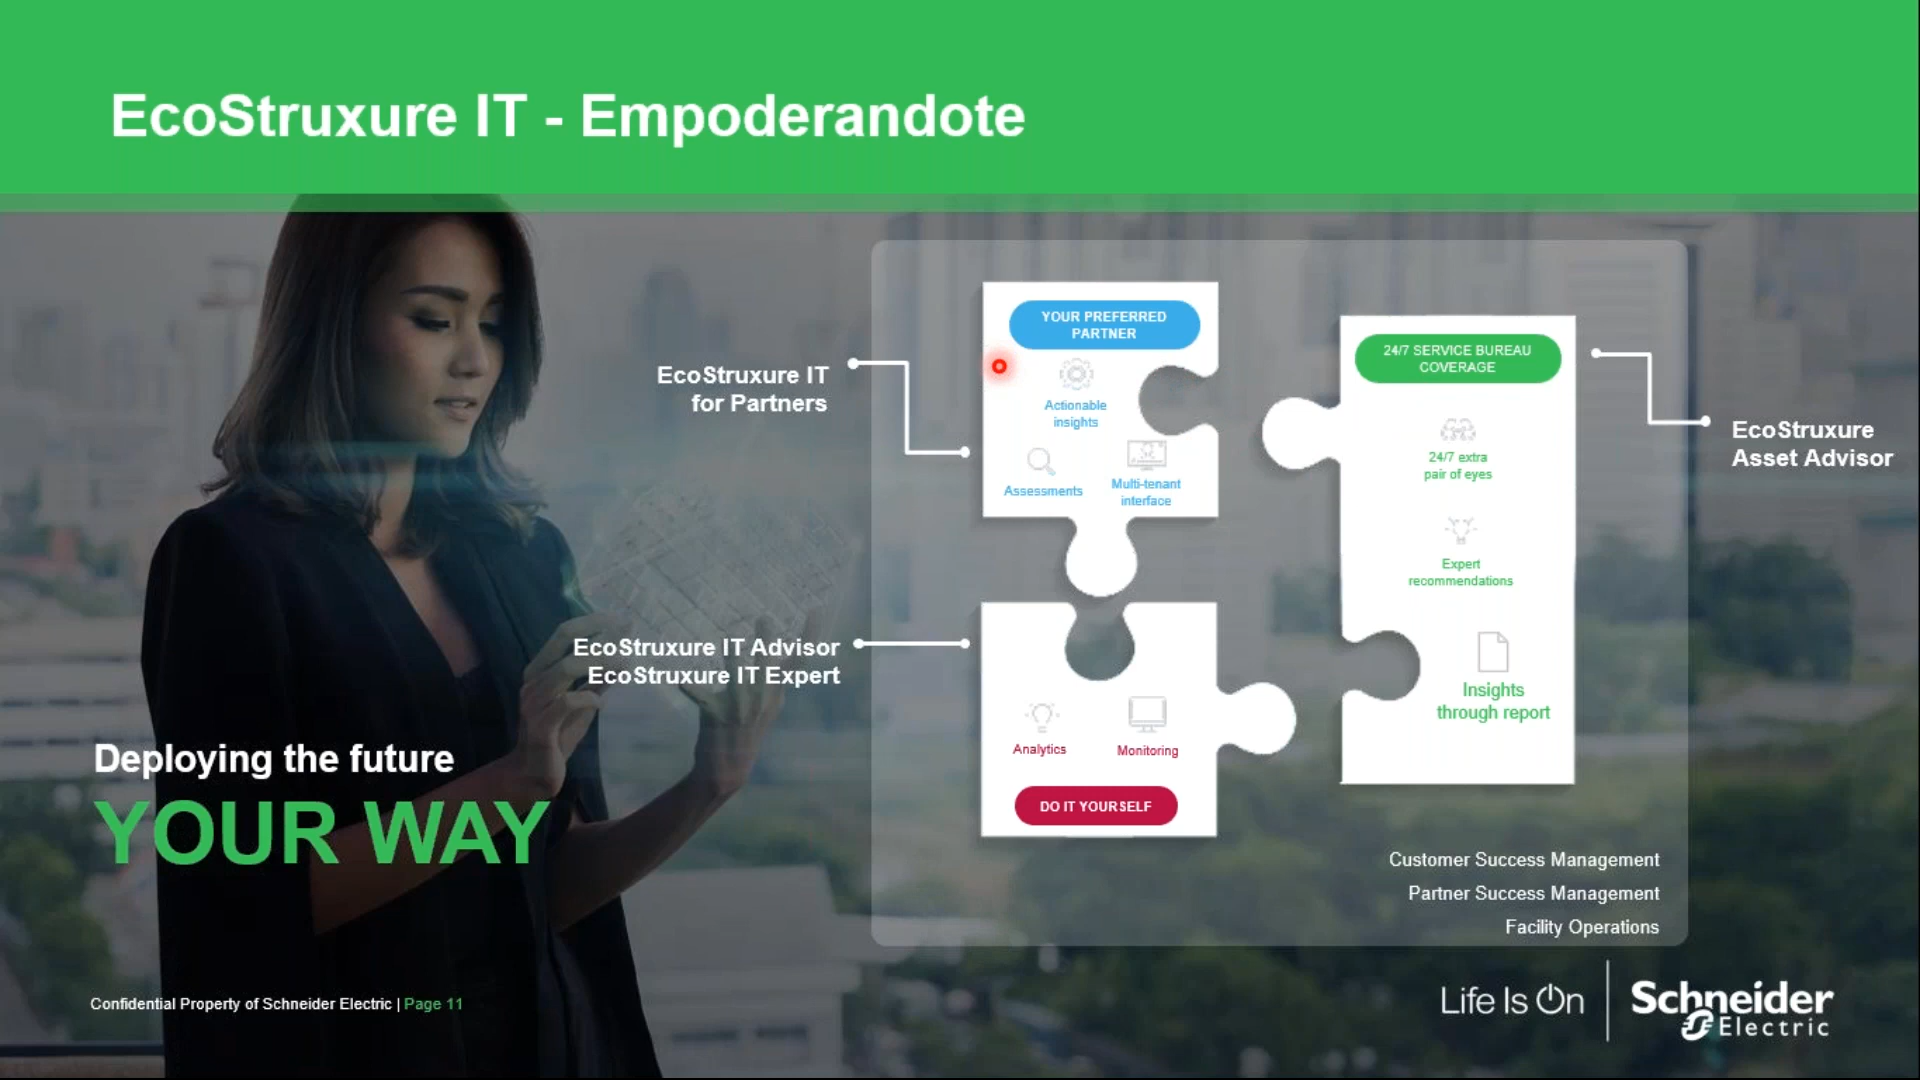 EcoStruxure IT - Empoderandote
EcoStruxure IT
for Partners
YOUR PREFERRED
PARTNER
Actionable
insights
Assessments
Multi-tenant
interface
24/7 SERVICE BUREAU
COVERAGE
24/7 extra
pair of eyes
Expert
recommendations
Insights
through report
EcoStruxure
Asset Advisor
EcoStruxure IT Advisor
EcoStruxure IT Expert
Analytics
Monitoring
DO IT YOURSELF
Deploying the future
YOUR WAY
Customer Success Management
Partner Success Management
Facility Operations
Confidential Property of Schneider Electric | Page 11
Life Is On
Schneider
Electric